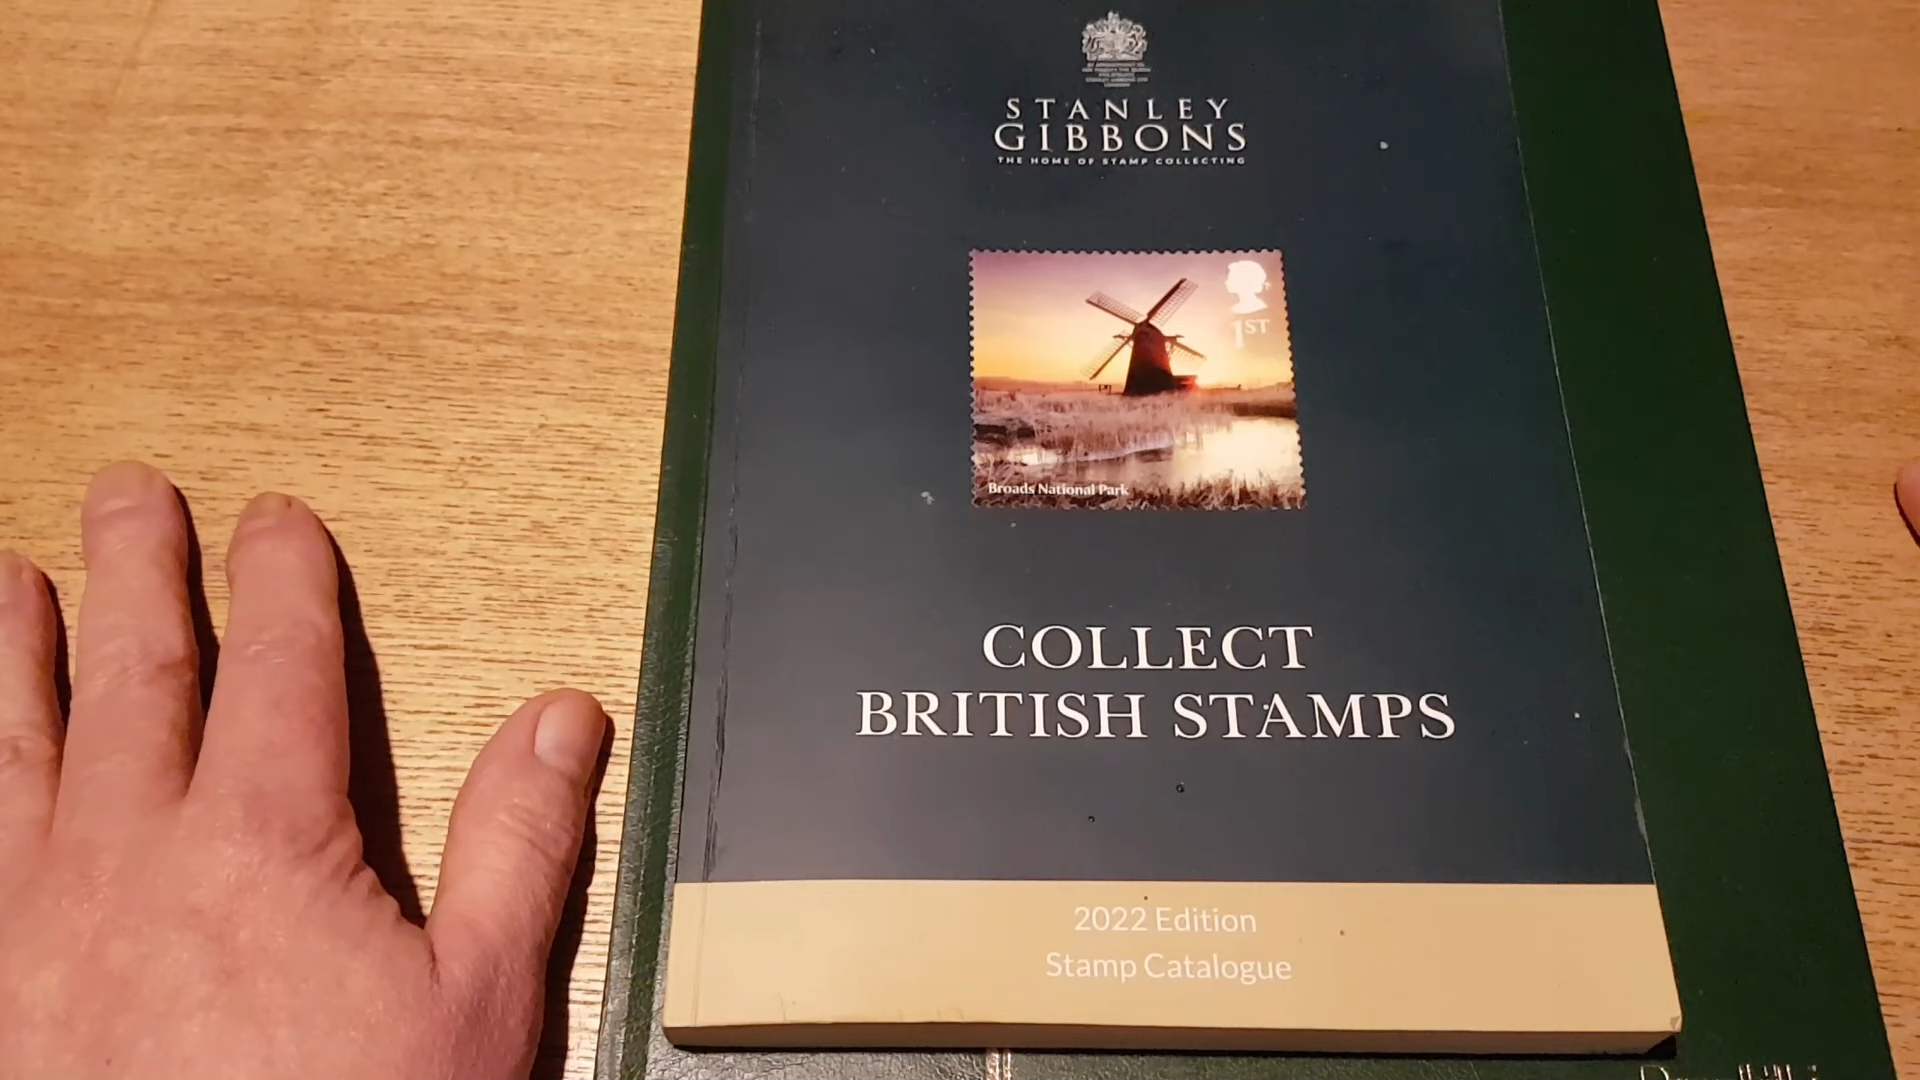 STANLEY
GIBBONS
THE HOME OF STAMP COLLECTING
1ST
Broads National Park
COLLECT
BRITISH STAMPS
2022 Edition
Stamp Catalogue